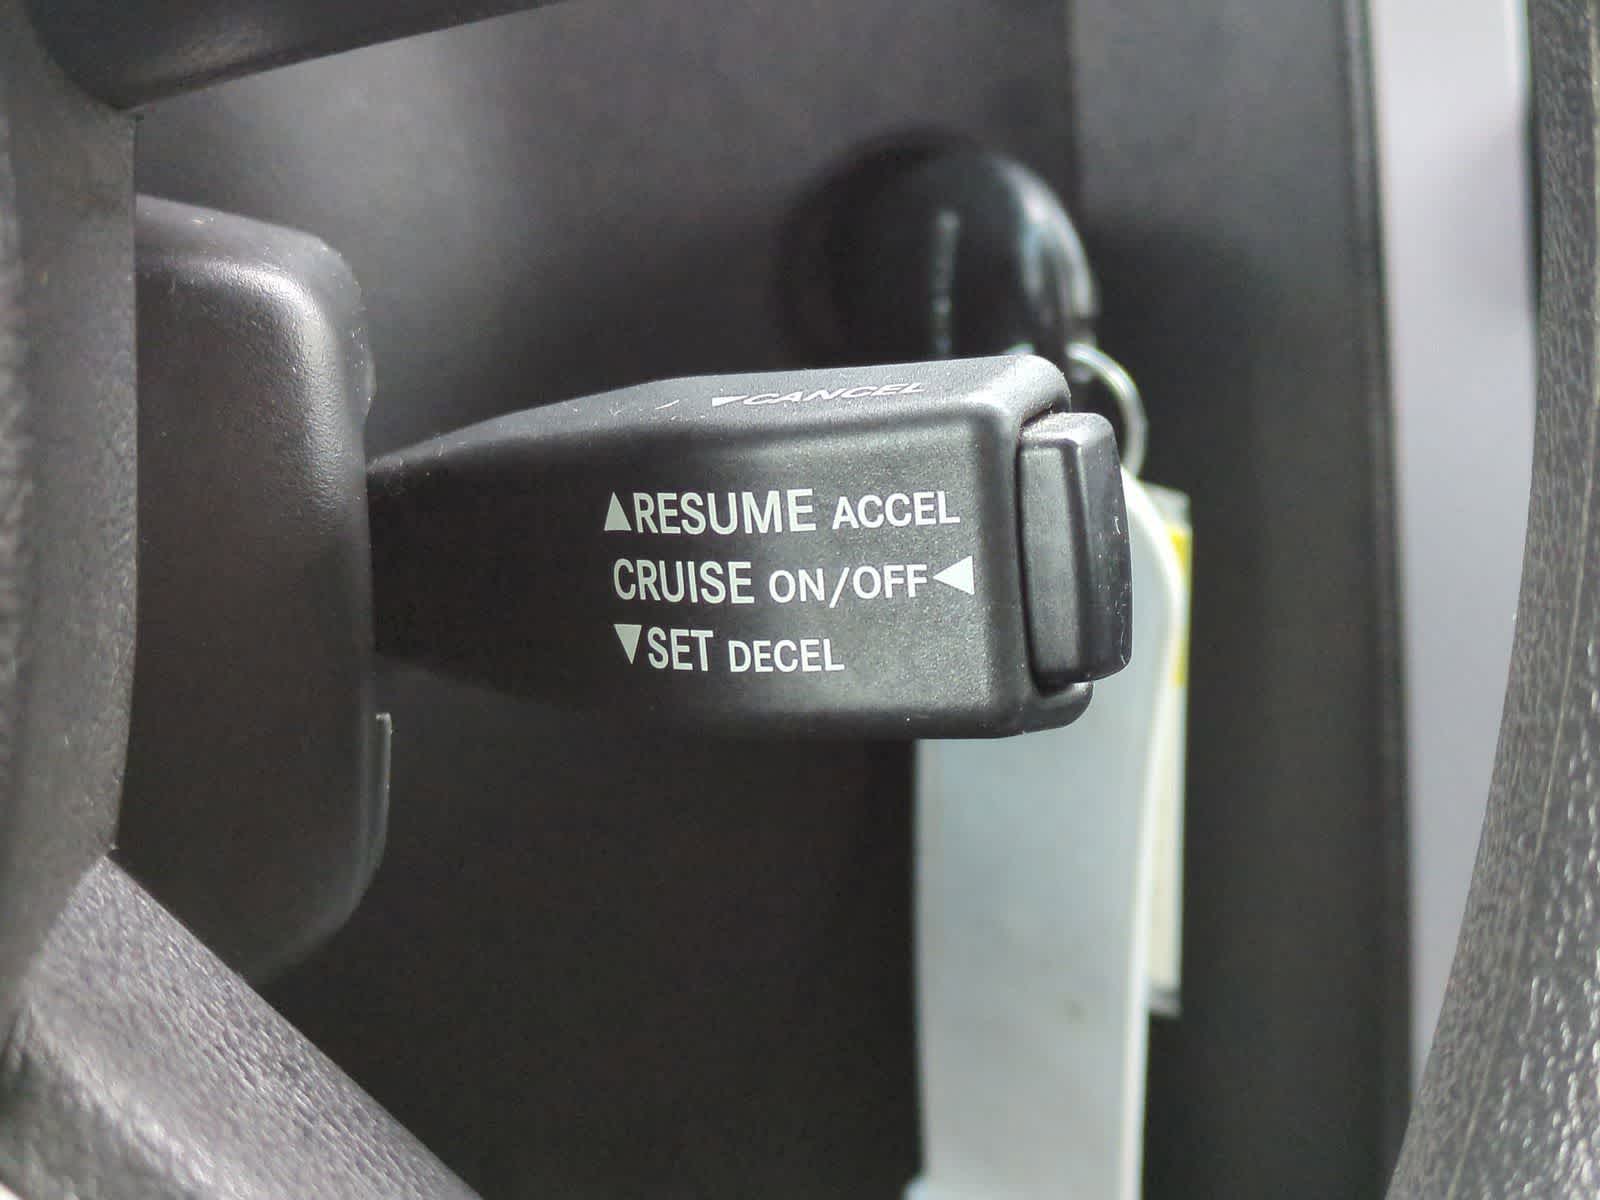 ▼CANCEL
▲RESUME ACCEL
CRUISE ON/OFF◀
▼SET DECEL